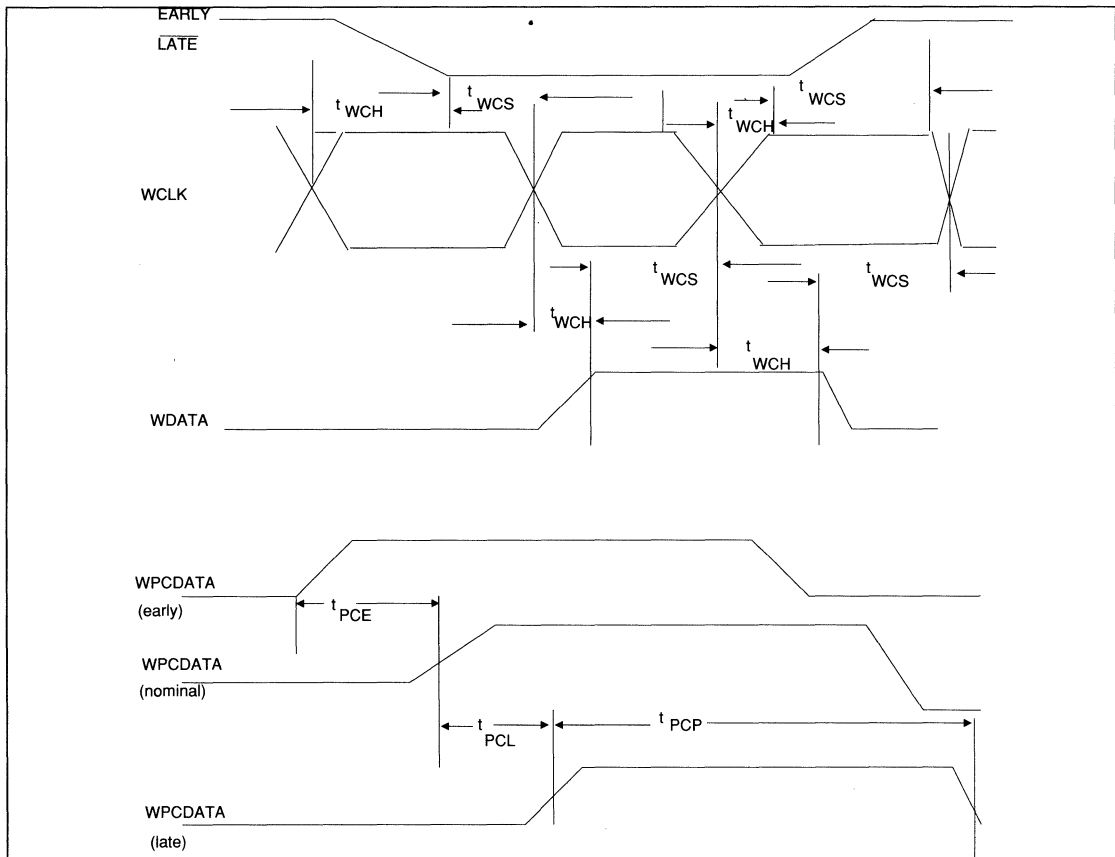 EARLY
LATE
t WCH
t WCS
t WCH
t WCS
WCLK
t WCS
t WCS
t WCH
t WCH
WDATA
WPCDATA
(early)
t PCE
WPCDATA
(nominal)
t PCL
t PCP
WPCDATA
(late)